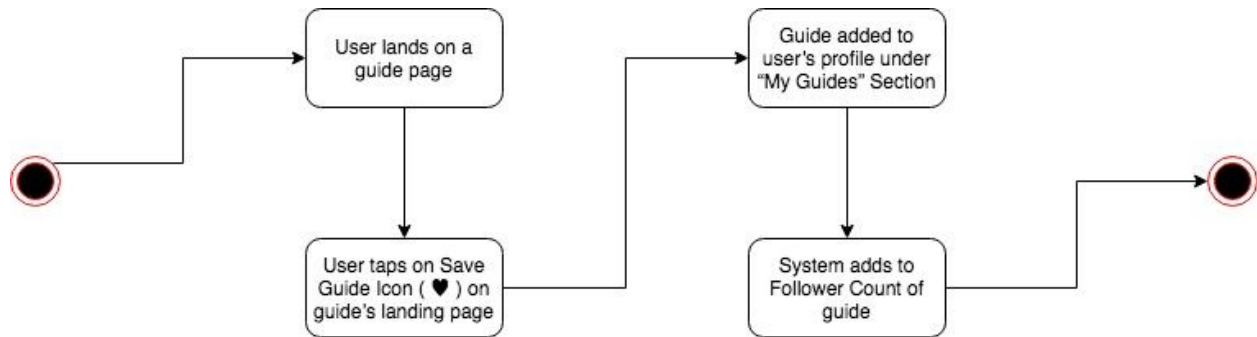 User lands on a
guide page
User taps on Save
Guide Icon ( ♥ ) on
guide's landing page
Guide added to
user's profile under
“My Guides” Section
System adds to
Follower Count of
guide